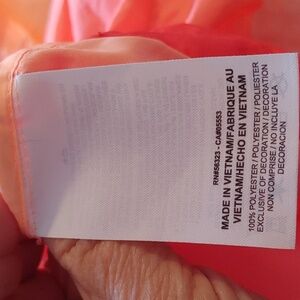 RN#56323 - CA#05553
MADE IN VIETNAM/FABRIQUE AU
VIETNAM/HECHO EN VIETNAM
100% POLYESTER / POLYESTER / POLIESTER
EXCLUSIVE OF DECORATION / DECORATION
NON COMPRISE / NO INCLUYE LA
DECORACION